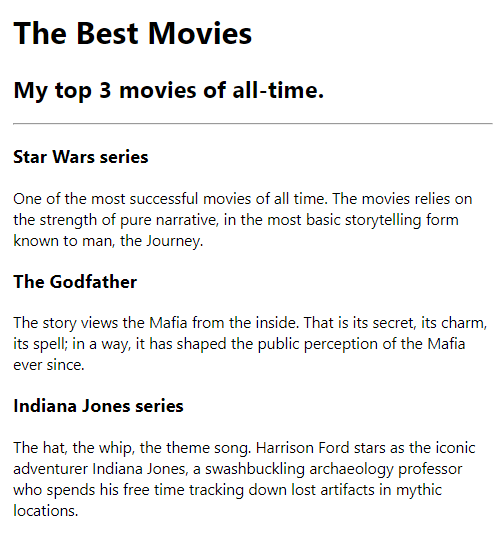 The Best Movies
My top 3 movies of all-time.
Star Wars series
One of the most successful movies of all time. The movies relies on
the strength of pure narrative, in the most basic storytelling form
known to man, the Journey.
The Godfather
The story views the Mafia from the inside. That is its secret, its charm,
its spell; in a way, it has shaped the public perception of the Mafia
ever since.
Indiana Jones series
The hat, the whip, the theme song. Harrison Ford stars as the iconic
adventurer Indiana Jones, a swashbuckling archaeology professor
who spends his free time tracking down lost artifacts in mythic
locations.